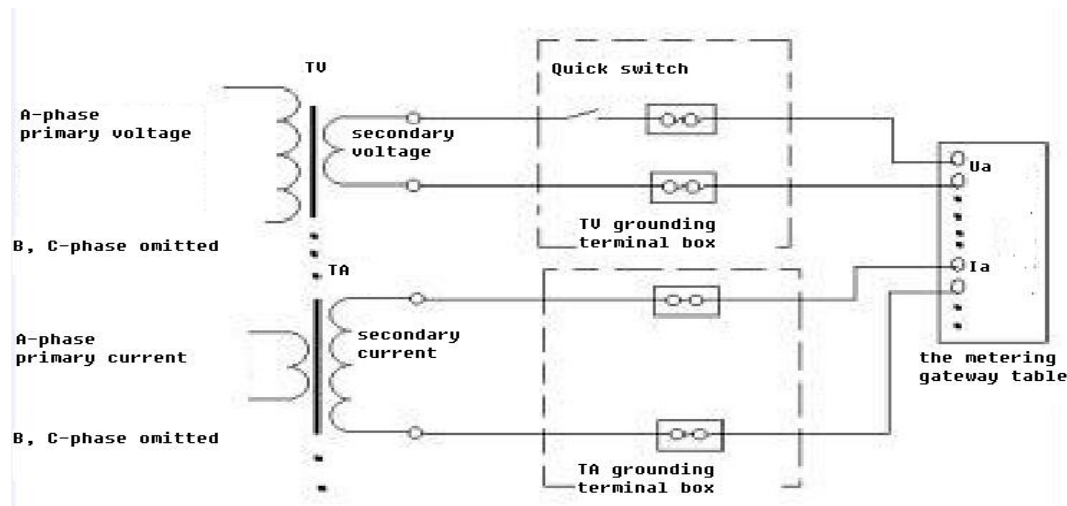 TV
Quick switch
A-phase
primary voltage
secondary
voltage
Ua
TV grounding
terminal box
B, C-phase omitted
TA
Ia
A-phase
primary current
secondary
current
the metering
gateway table
B, C-phase omitted
TA grounding
terminal box